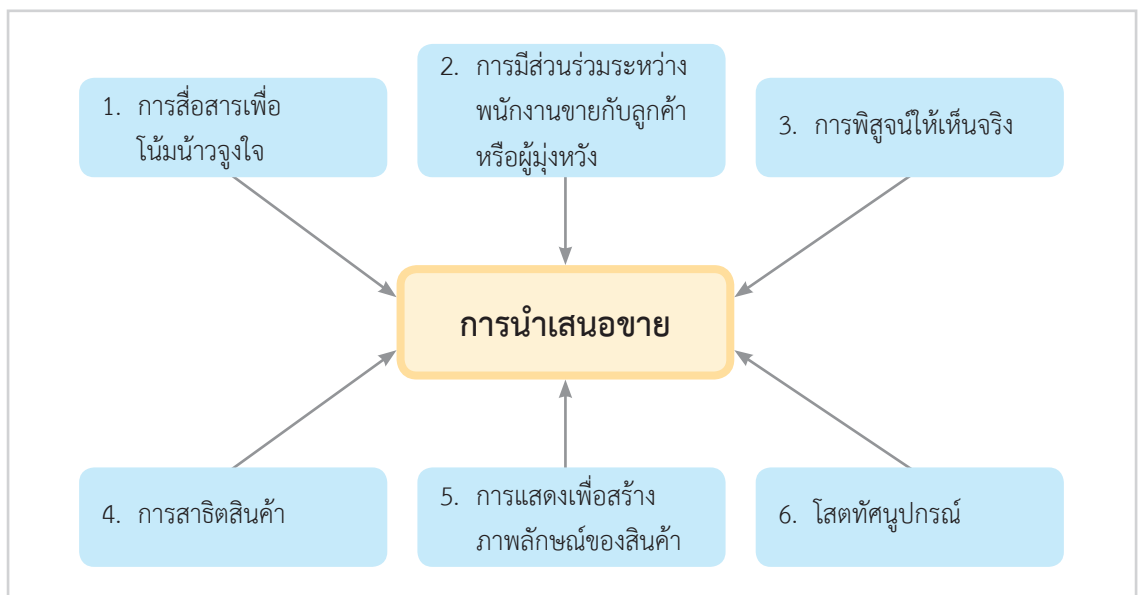 1. การสื่อสารเพื่อ
โน้มน้าวจูงใจ
2. การมีส่วนร่วมระหว่าง
พนักงานขายกับลูกค้า
หรือผู้มุ่งหวัง
3. การพิสูจน์ให้เห็นจริง
การนำเสนอขาย
4. การสาธิตสินค้า
5. การแสดงเพื่อสร้าง
ภาพลักษณ์ของสินค้า
6. โสตทัศนูปกรณ์